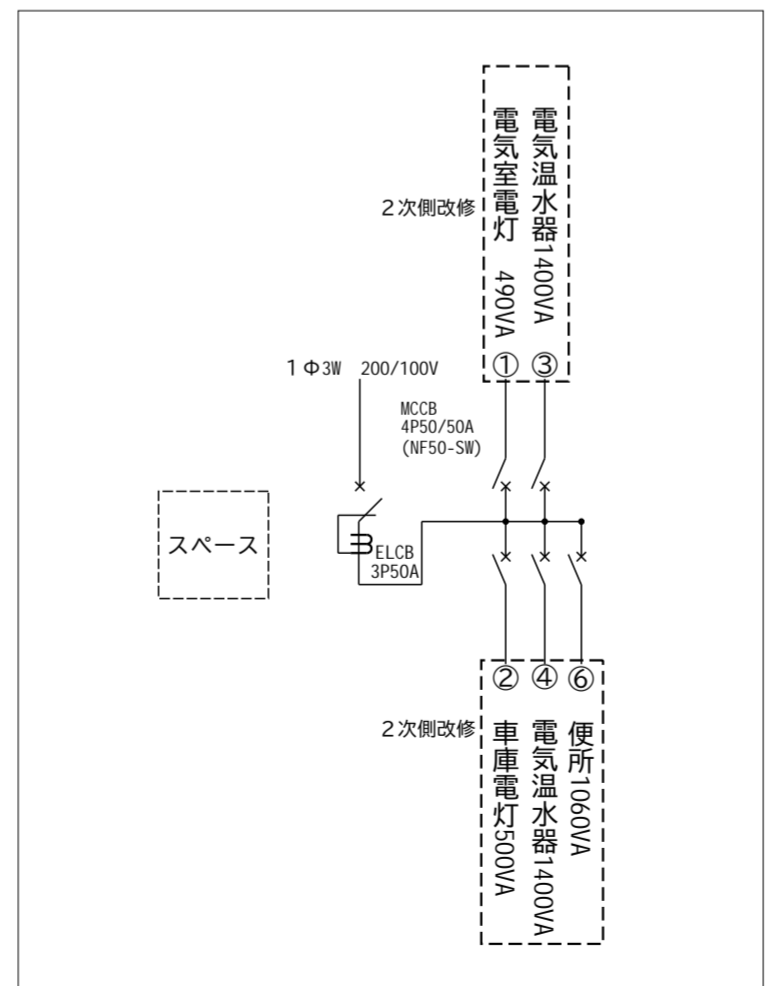 電気室電灯 490VA
電気温水器1400VA
2次側改修
① ③
1Φ3W 200/100V
MCCB
4P50/50A
(NF50-SW)
スペース
ELCB
3P50A
② ④ ⑥
2次側改修
車庫電灯500VA
電気温水器1400VA
便所1060VA